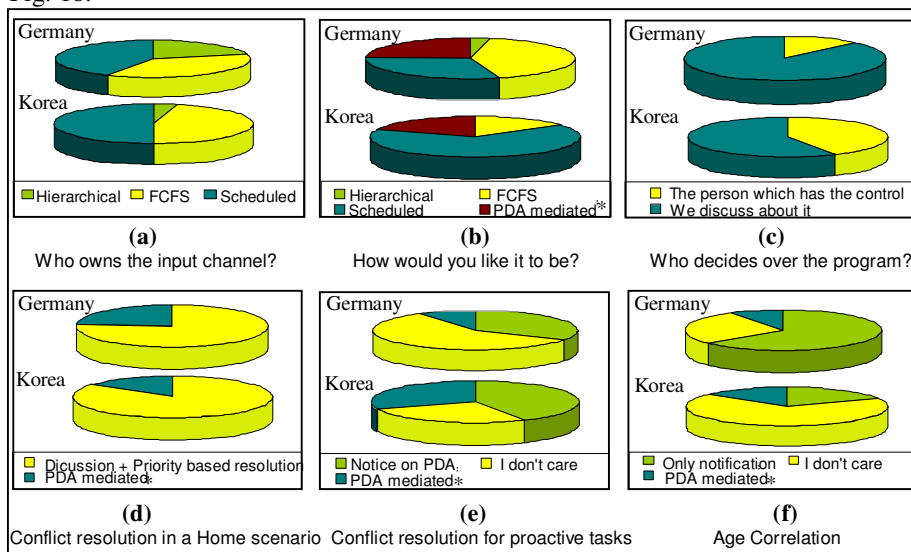 Germany
Korea
Hierarchical FCFS Scheduled
(a)
Who owns the input channel?
Germany
Korea
Hierarchical FCFS
Scheduled PDA mediated*
(b)
How would you like it to be?
Germany
Korea
The person which has the control
We discuss about it
(c)
Who decides over the program?
Germany
Korea
Dicussion + Priority based resolution
PDA mediated*
(d)
Conflict resolution in a Home scenario
Germany
Korea
Notice on PDA, I don't care
PDA mediated*
(e)
Conflict resolution for proactive tasks
Germany
Korea
Only notification I don't care
PDA mediated*
(f)
Age Correlation